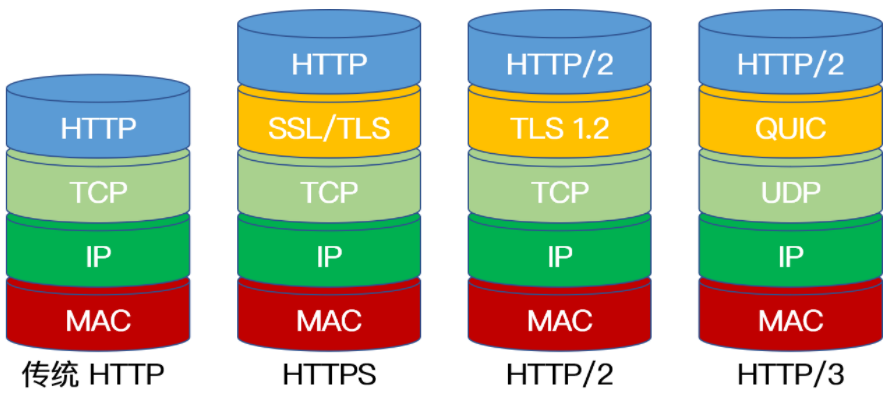 HTTP
TCP
IP
MAC
传统 HTTP
HTTP
SSL/TLS
TCP
IP
MAC
HTTPS
HTTP/2
TLS 1.2
TCP
IP
MAC
HTTP/2
HTTP/2
QUIC
UDP
IP
MAC
HTTP/3